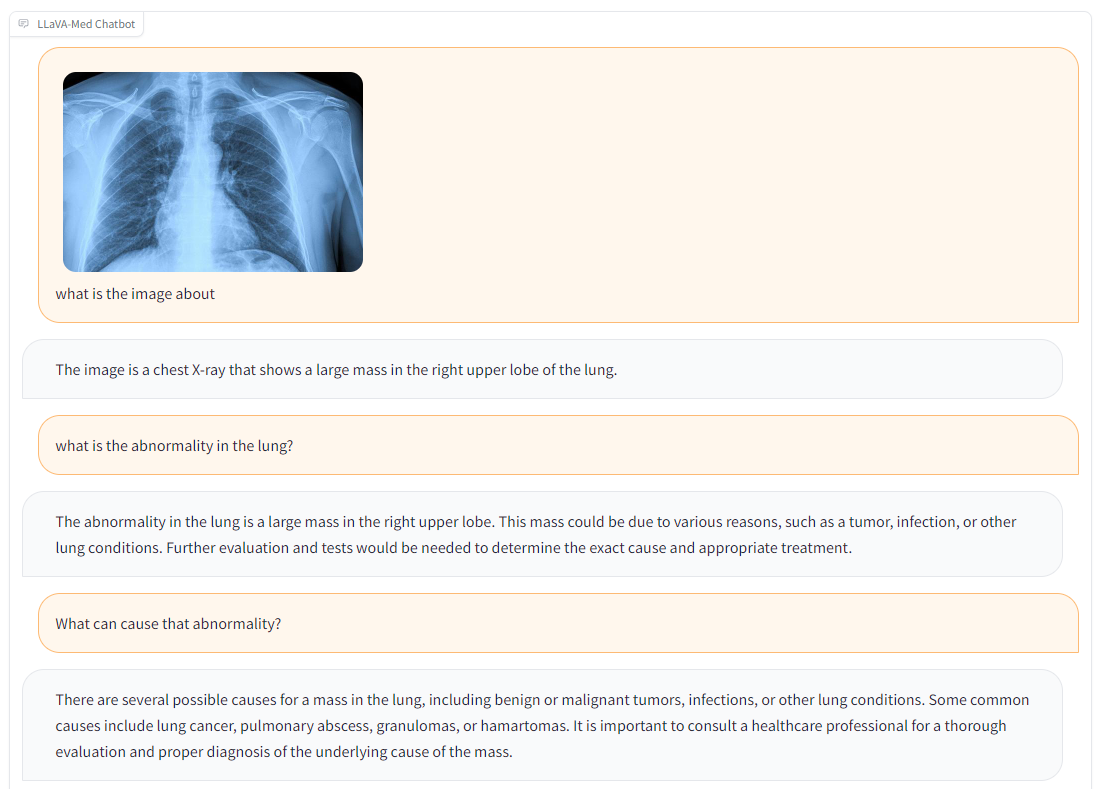 LLaVA-Med Chatbot
what is the image about
The image is a chest X-ray that shows a large mass in the right upper lobe of the lung.
what is the abnormality in the lung?
The abnormality in the lung is a large mass in the right upper lobe. This mass could be due to various reasons, such as a tumor, infection, or other
lung conditions. Further evaluation and tests would be needed to determine the exact cause and appropriate treatment.
What can cause that abnormality?
There are several possible causes for a mass in the lung, including benign or malignant tumors, infections, or other lung conditions. Some common
causes include lung cancer, pulmonary abscess, granulomas, or hamartomas. It is important to consult a healthcare professional for a thorough
evaluation and proper diagnosis of the underlying cause of the mass.